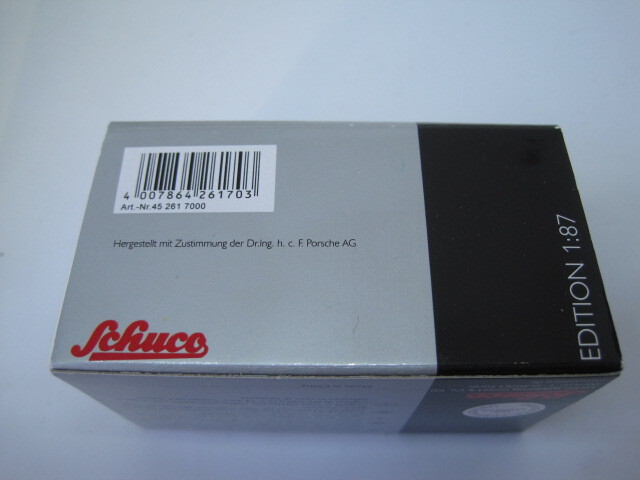 4 007864 261703
Art.-Nr.45 261 7000
Hergestellt mit Zustimmung der Dr.Ing. h. c. F. Porsche AG
Schuco
EDITION 1:87